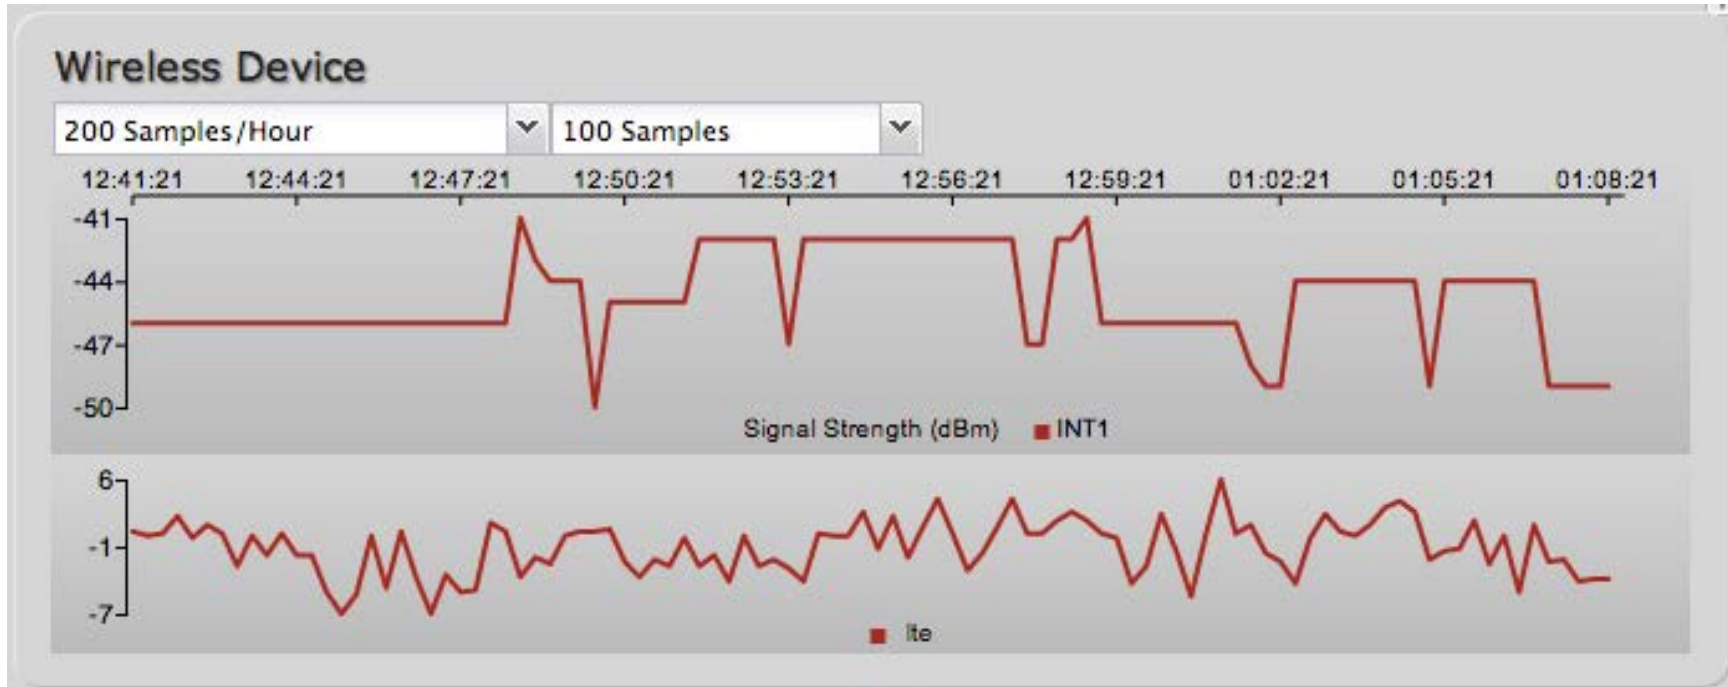 Wireless Device
200 Samples/Hour 100 Samples
12:41:21 12:44:21 12:47:21 12:50:21 12:53:21 12:56:21 12:59:21 01:02:21 01:05:21 01:08:21
-41
-44
-47
-50
Signal Strength (dBm) INT1
6
-1
-7
lte